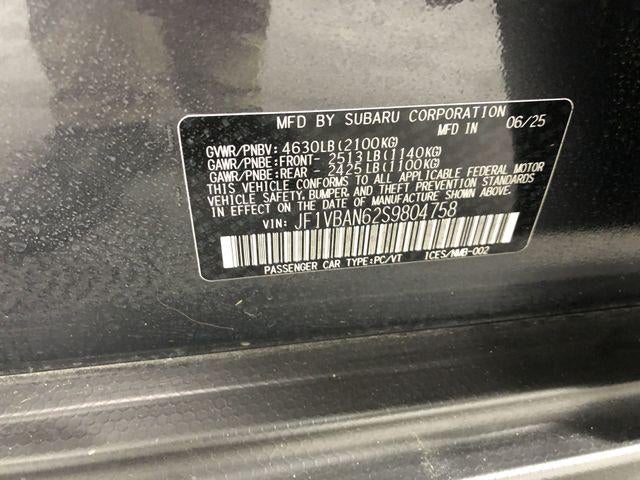 MFD BY SUBARU CORPORATION
MFD IN 06/25
GVWR/PNBV: 4630LB(2100KG)
GAWR/PNBE:FRONT- 2513LB(1140KG)
GAWR/PNBE:REAR - 2425LB(1100KG)
THIS VEHICLE CONFORMS TO ALL APPLICABLE FEDERAL MOTOR
VEHICLE SAFETY, BUMPER, AND THEFT PREVENTION STANDARDS
IN EFFECT ON THE DATE OF MANUFACTURE SHOWN ABOVE.
VIN: JF1VBAN62S9804758
PASSENGER CAR TYPE:PC/VT ICES/NMB-002